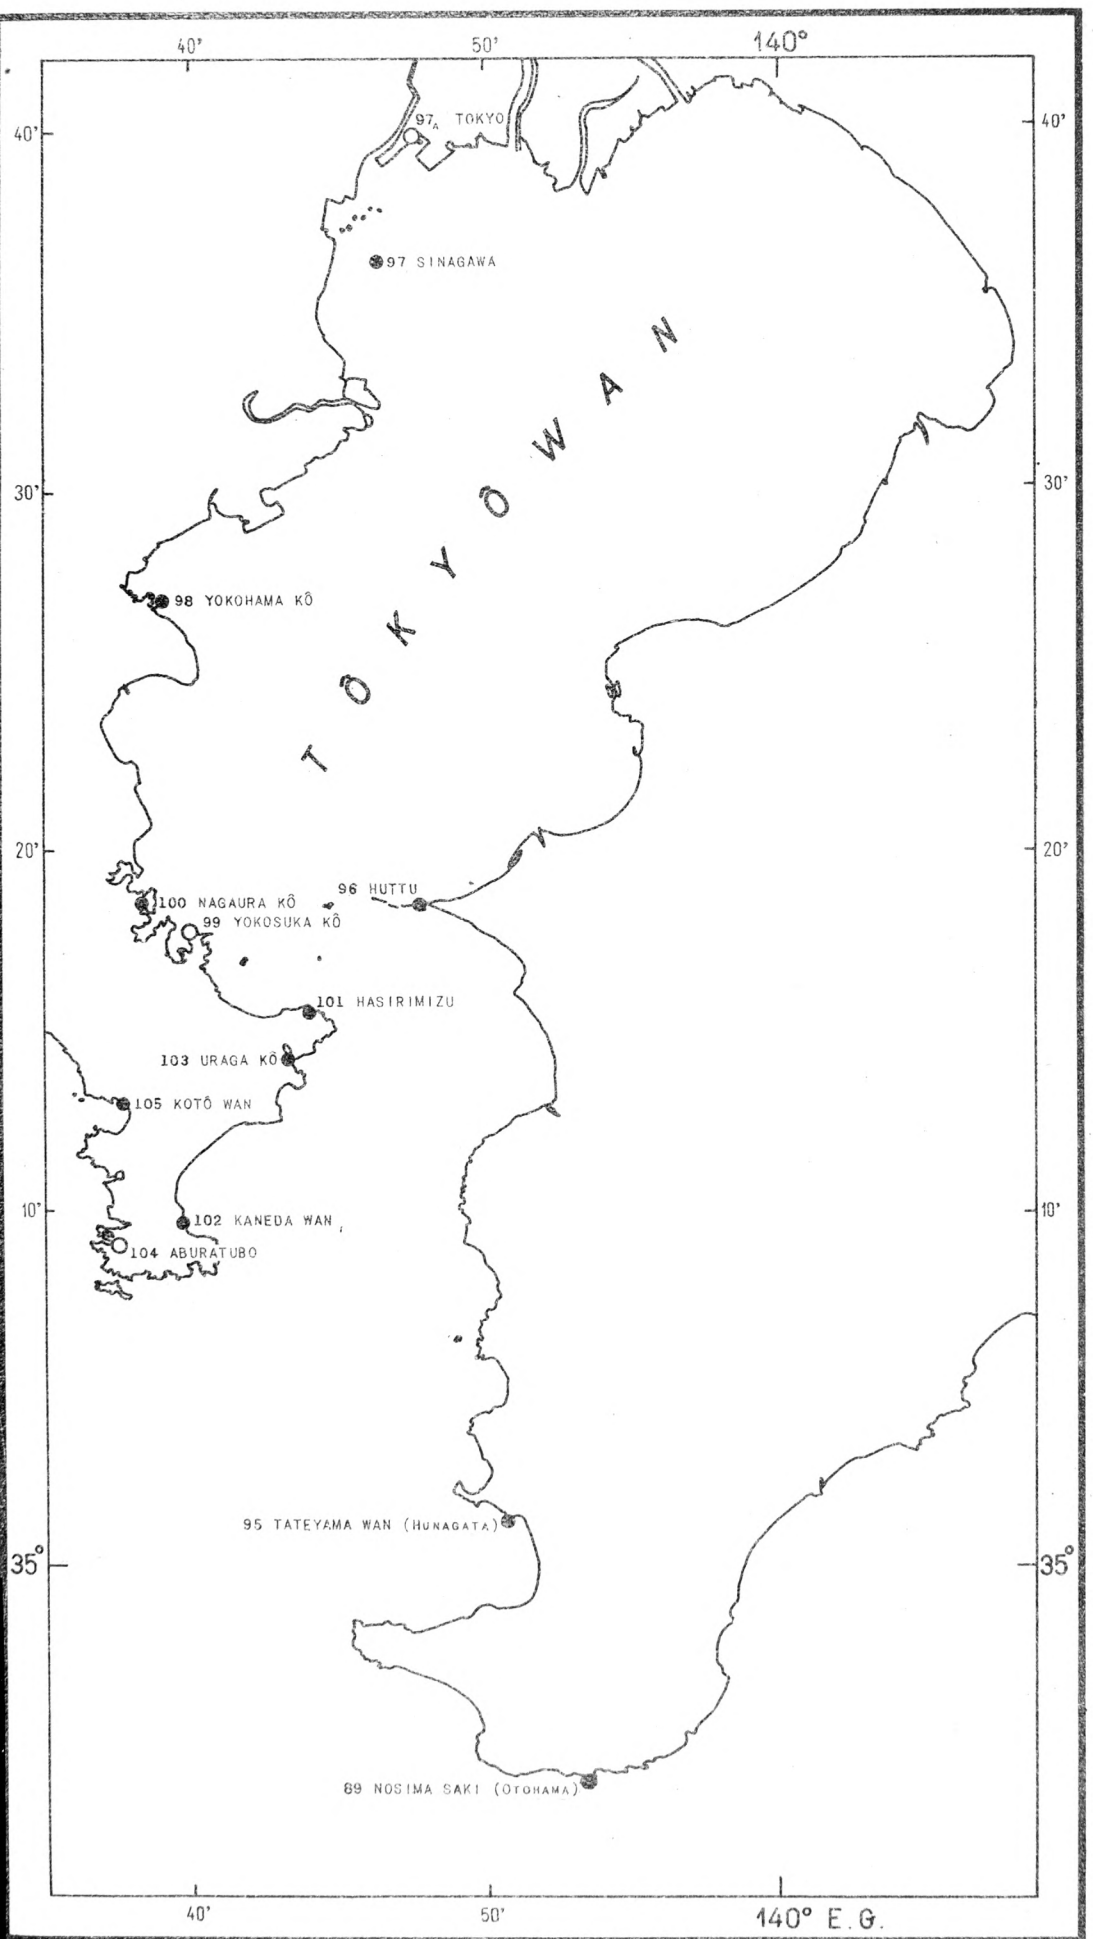 40' 50' 140°
97A TOKYO
40' 40'
97 SINAGAWA
TÔKYÔ WAN
30' 30'
98 YOKOHAMA KÔ
20' 20'
96 HUTTU
100 NAGAURA KÔ
99 YOKOSUKA KÔ
101 HASIRIMIZU
103 URAGA KÔ
105 KOTÔ WAN
10' 10'
102 KANEDA WAN
104 ABURATUBO
95 TATEYAMA WAN (HUNAGATA)
35° 35°
89 NOSIMA SAKI (OTOHAMA)
40' 50' 140° E.G.